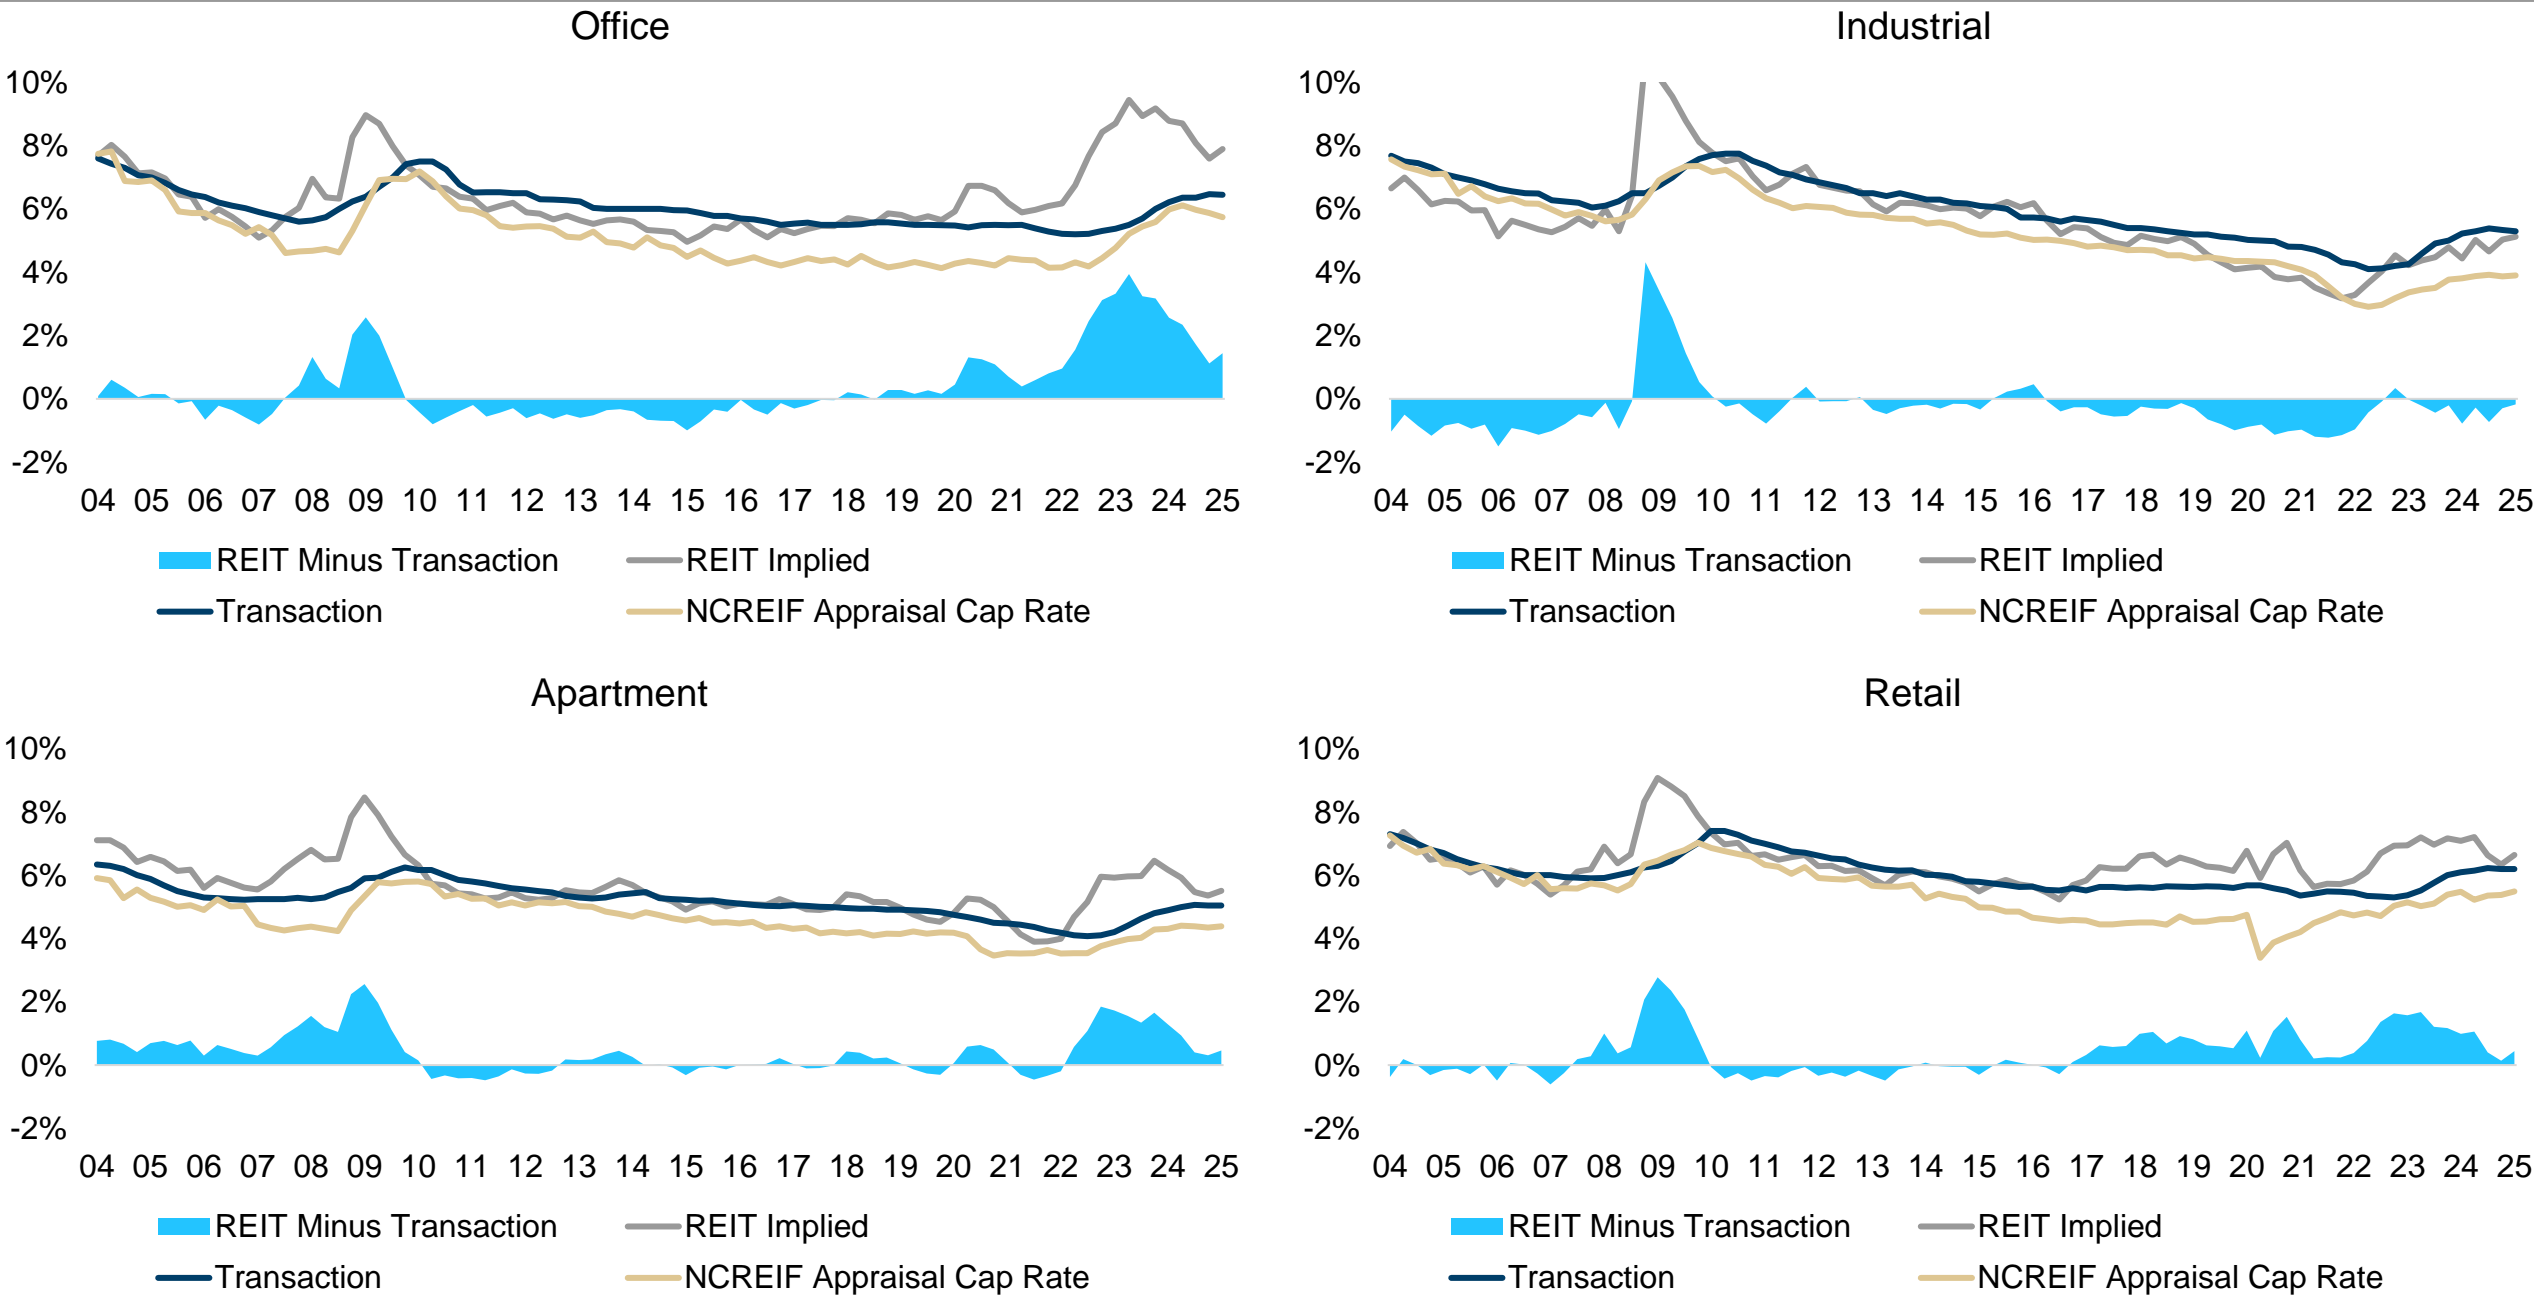 Office
10%
8%
6%
4%
2%
0%
-2%
04 05 06 07 08 09 10 11 12 13 14 15 16 17 18 19 20 21 22 23 24 25
REIT Minus Transaction REIT Implied
Transaction NCREIF Appraisal Cap Rate
Industrial
10%
8%
6%
4%
2%
0%
-2%
04 05 06 07 08 09 10 11 12 13 14 15 16 17 18 19 20 21 22 23 24 25
REIT Minus Transaction REIT Implied
Transaction NCREIF Appraisal Cap Rate
Apartment
10%
8%
6%
4%
2%
0%
-2%
04 05 06 07 08 09 10 11 12 13 14 15 16 17 18 19 20 21 22 23 24 25
REIT Minus Transaction REIT Implied
Transaction NCREIF Appraisal Cap Rate
Retail
10%
8%
6%
4%
2%
0%
-2%
04 05 06 07 08 09 10 11 12 13 14 15 16 17 18 19 20 21 22 23 24 25
REIT Minus Transaction REIT Implied
Transaction NCREIF Appraisal Cap Rate